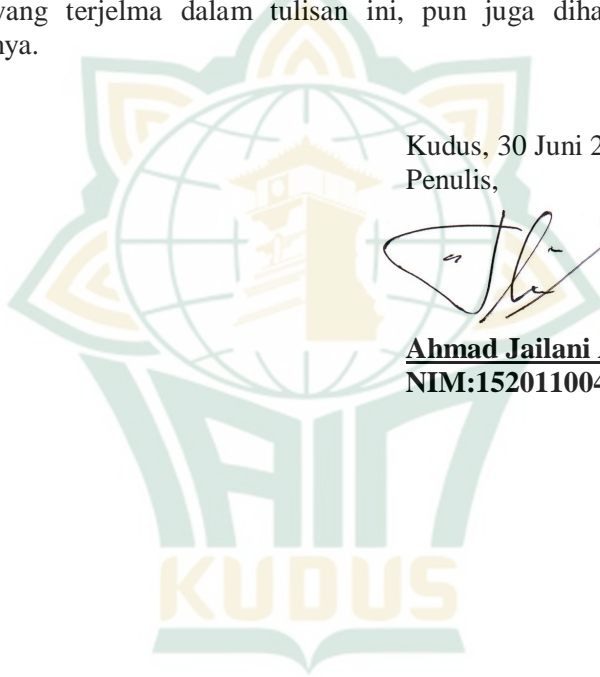 yang terjelma dalam tulisan ini, pun juga diha
nya.
Kudus, 30 Juni 2
Penulis,
Ahmad Jailani A
NIM:152011004
IAIN
KUDUS